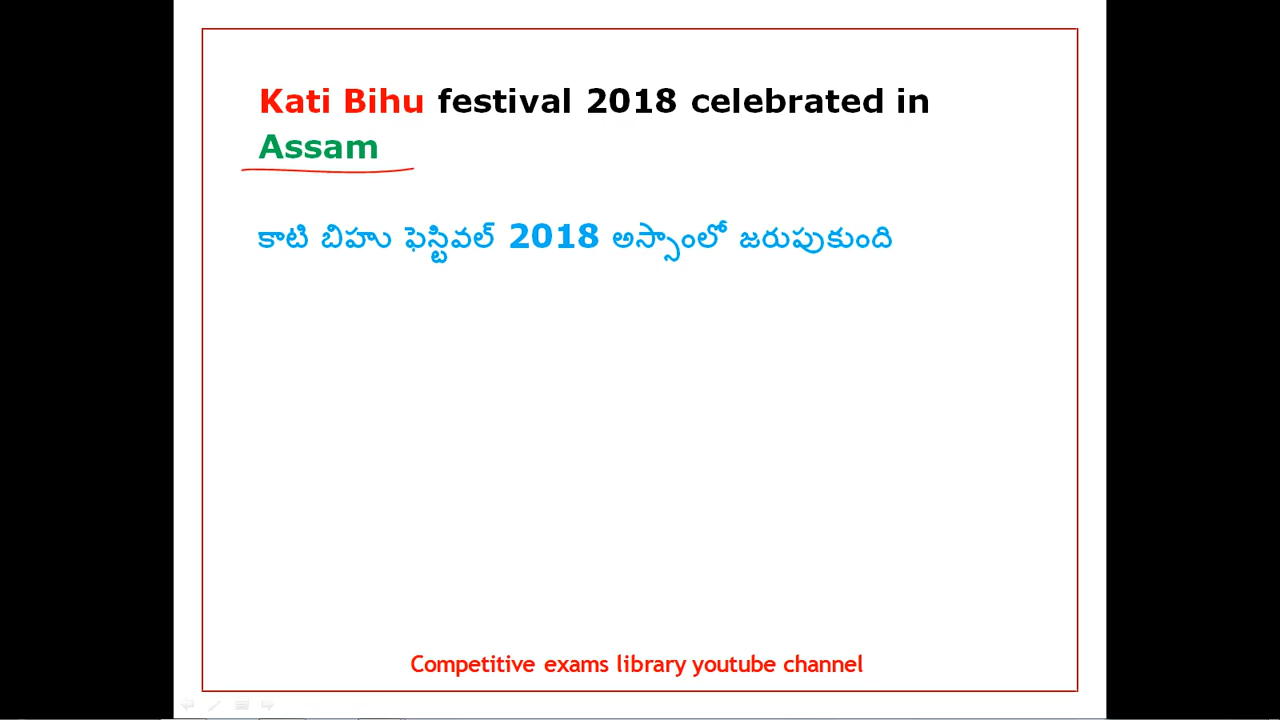 Kati Bihu festival 2018 celebrated in
Assam
కాటి బిహు ఫెస్టివల్ 2018 అస్సాంలో జరుపుకుంది
Competitive exams library youtube channel